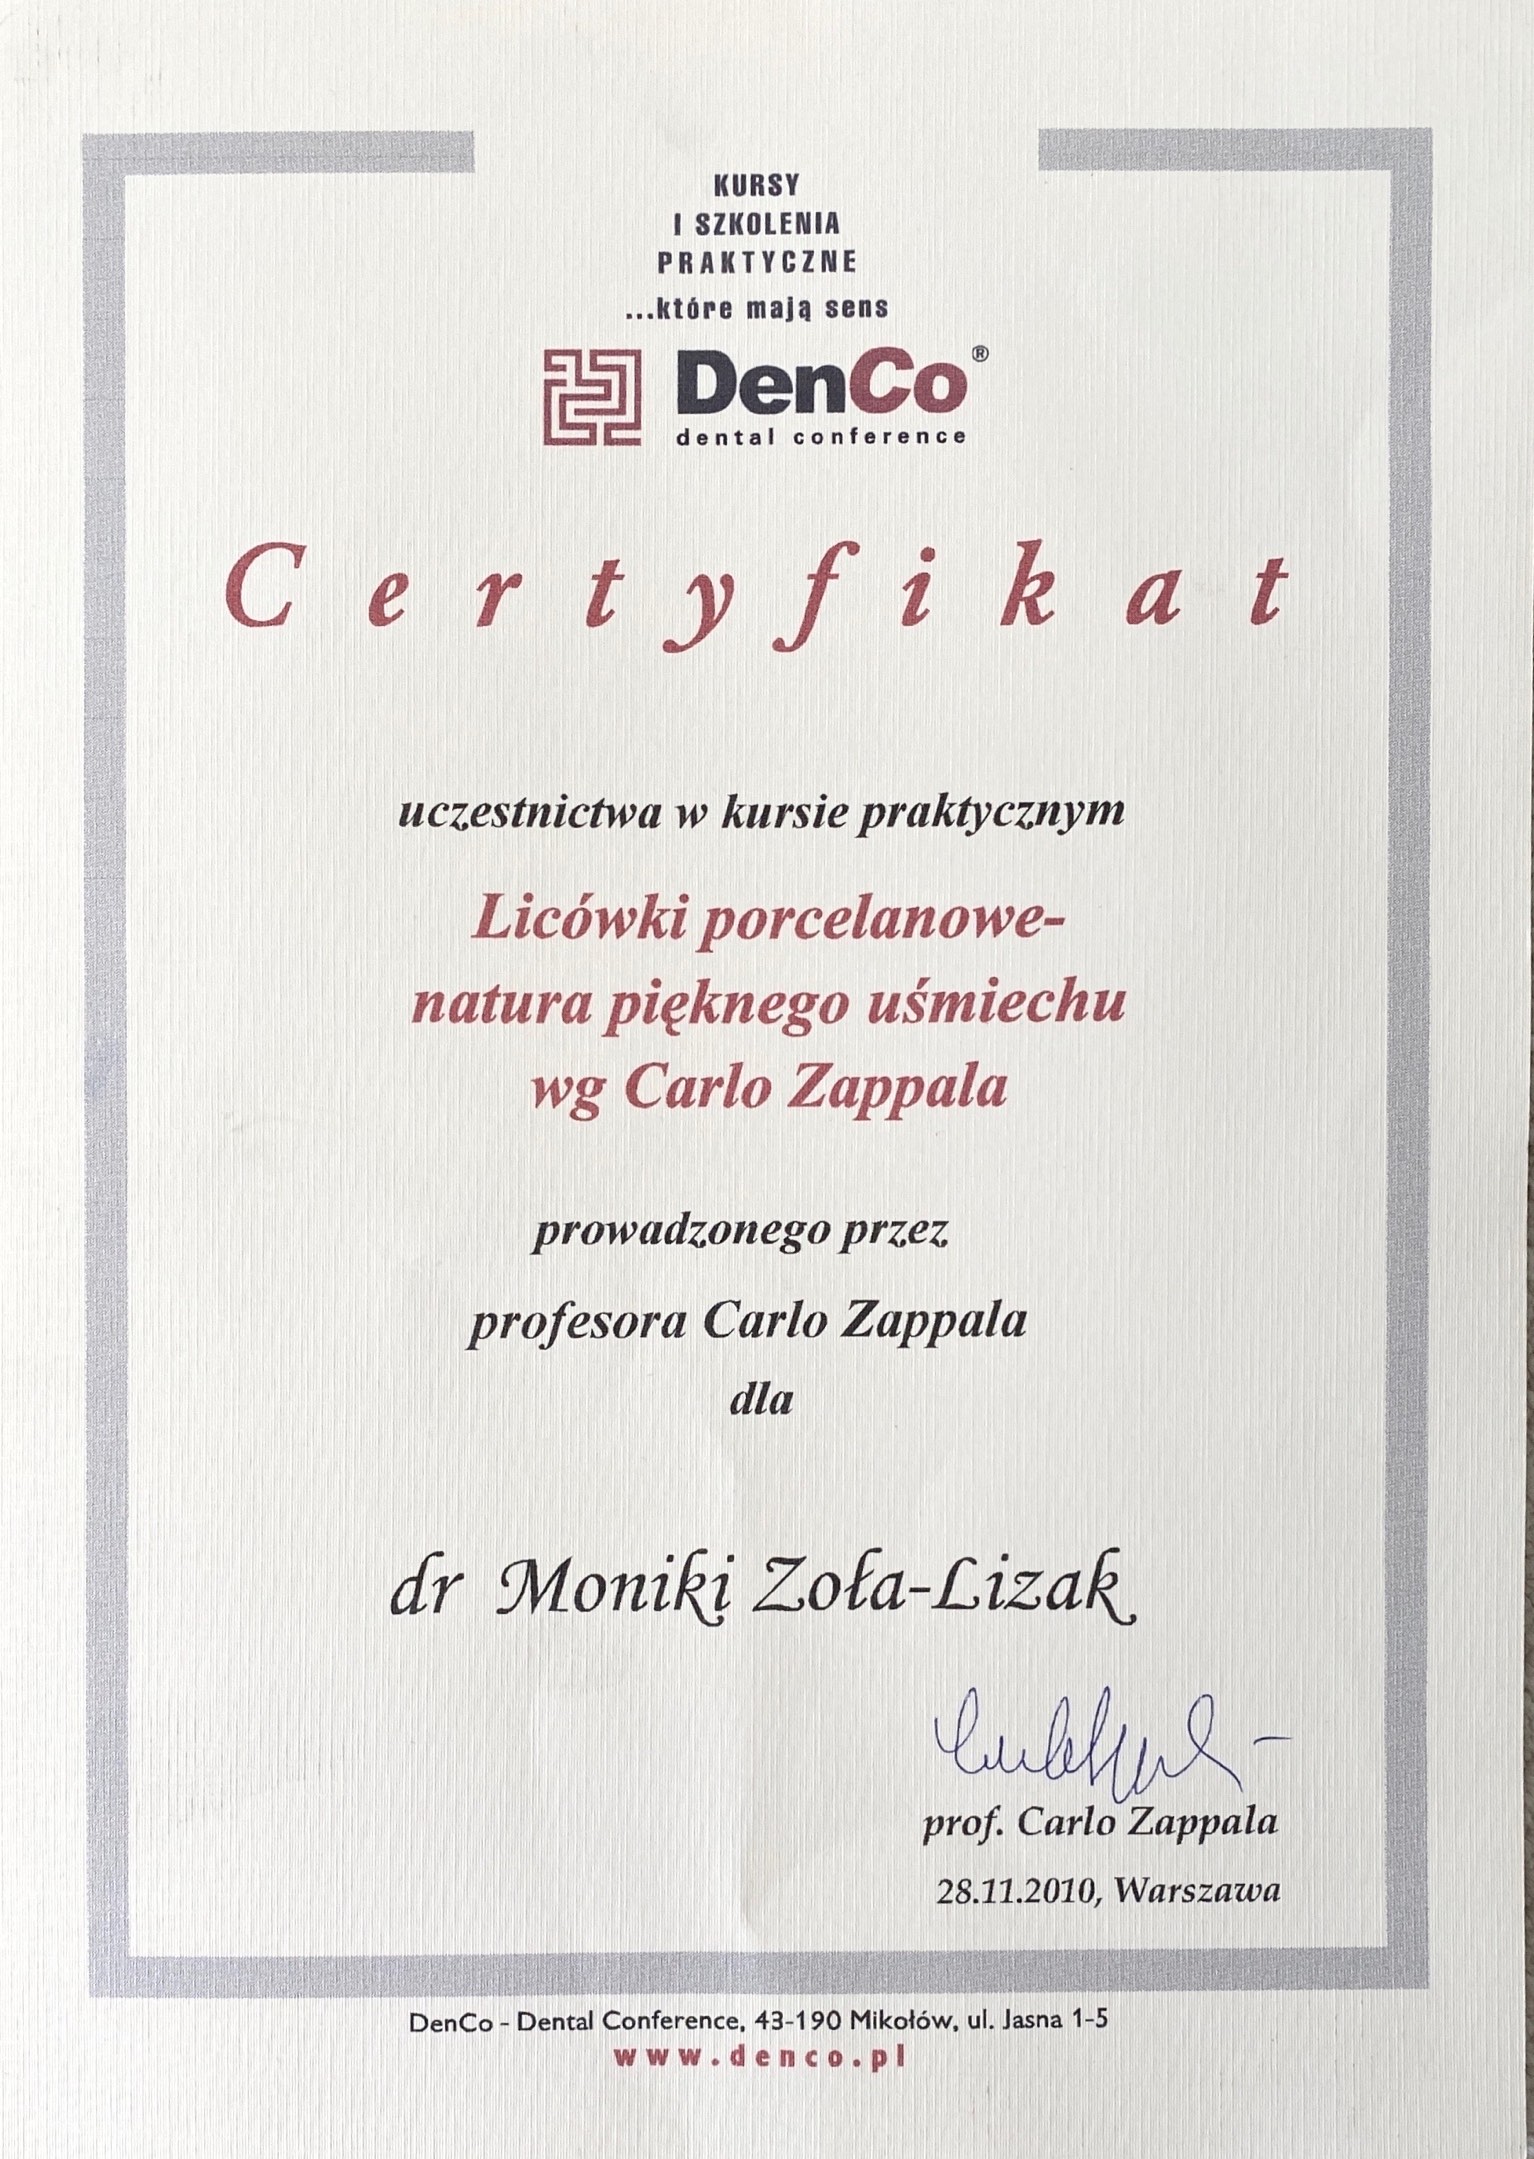 KURSY
I SZKOLENIA
PRAKTYCZNE
...które mają sens
DenCo®
dental conference
Certyfikat
uczestnictwa w kursie praktycznym
Licówki porcelanowe-
natura pięknego uśmiechu
wg Carlo Zappala
prowadzonego przez
profesora Carlo Zappala
dla
dr Moniki Zoła-Lizak
prof. Carlo Zappala
28.11.2010, Warszawa
DenCo - Dental Conference, 43-190 Mikołów, ul. Jasna 1-5
www.denco.pl